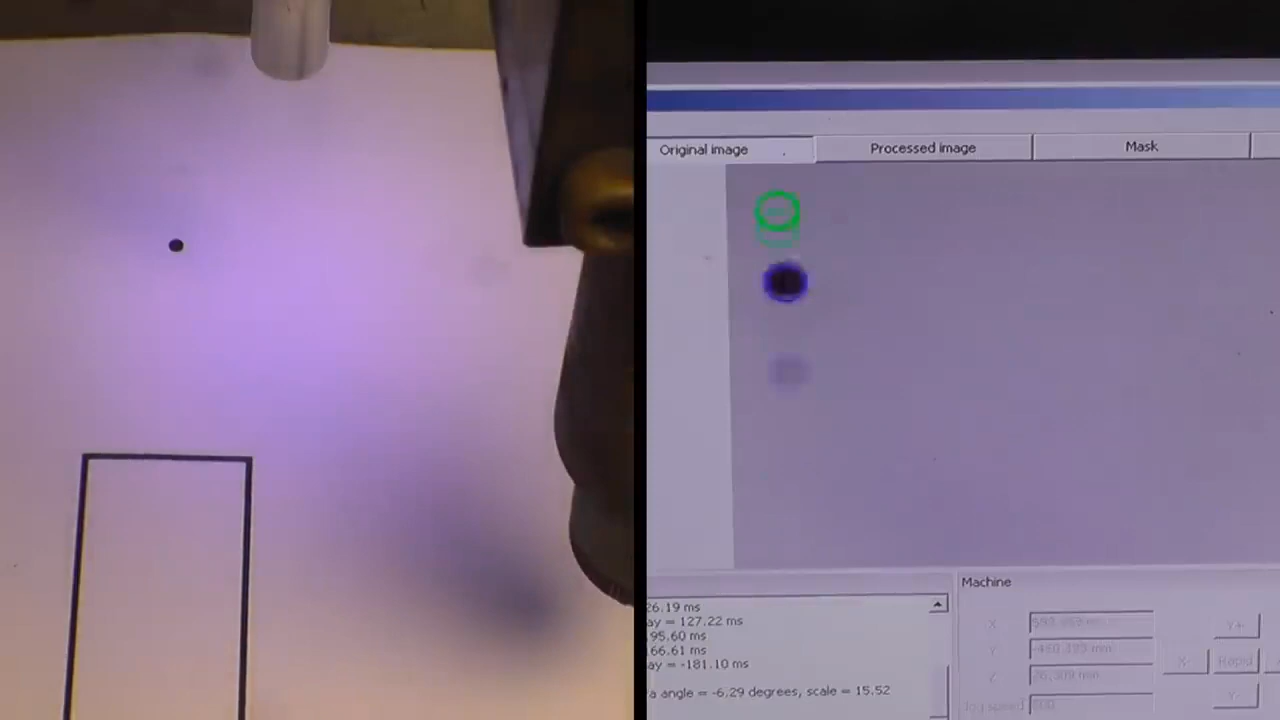 Original image
Processed image
Mask
26.19 ms
ay = 127.22 ms
95.60 ms
66.61 ms
ay = -181.10 ms
a angle = -6.29 degrees, scale = 15.52
Machine
X
Y+
Y
X-
Rapid
Y-